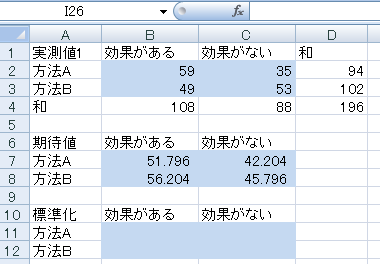 I26 fx
A B C D
1 実測値1 効果がある 効果がない 和
2 方法A 59 35 94
3 方法B 49 53 102
4 和 108 88 196
5
6 期待値 効果がある 効果がない
7 方法A 51.796 42.204
8 方法B 56.204 45.796
9
10 標準化 効果がある 効果がない
11 方法A
12 方法B